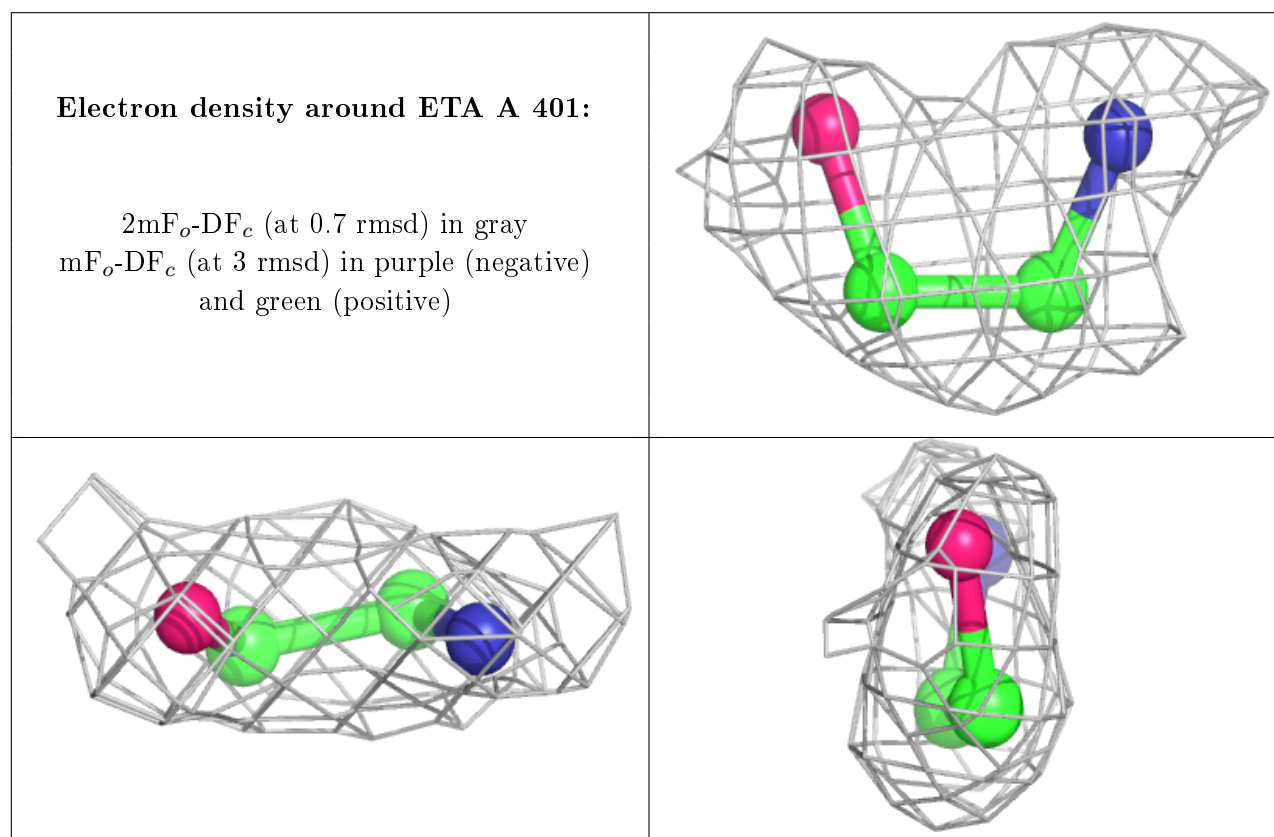 Electron density around ETA A 401:
2mFo-DFc (at 0.7 rmsd) in gray
mFo-DFc (at 3 rmsd) in purple (negative)
and green (positive)